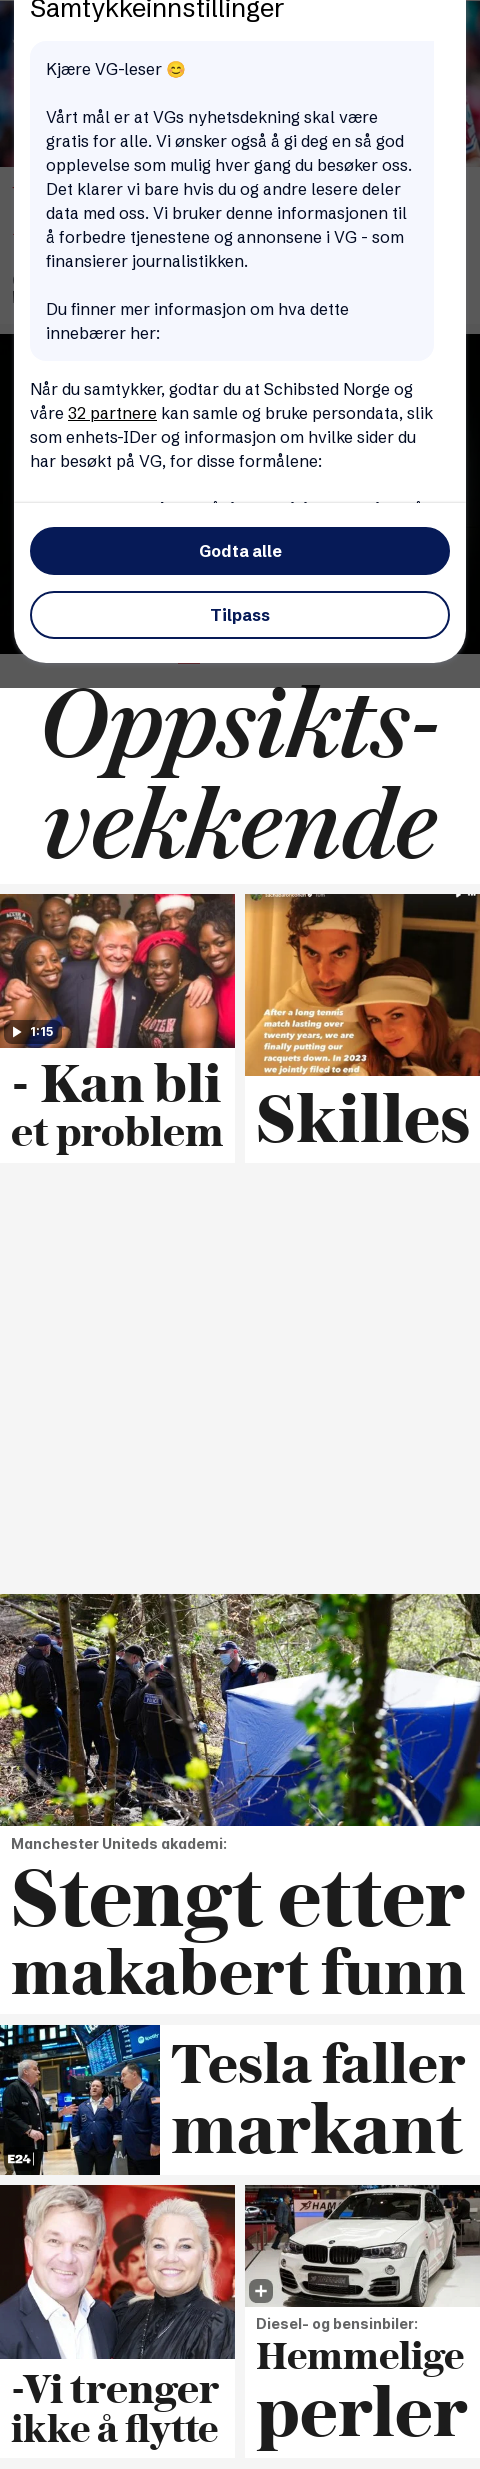 Samtykkeinnstillinger
Kjære VG-leser 😊
Vårt mål er at VGs nyhetsdekning skal være
gratis for alle. Vi ønsker også å gi deg en så god
opplevelse som mulig hver gang du besøker oss.
Det klarer vi bare hvis du og andre lesere deler
data med oss. Vi bruker denne informasjonen til
å forbedre tjenestene og annonsene i VG - som
finansierer journalistikken.
Du finner mer informasjon om hva dette
innebærer her:
Når du samtykker, godtar du at Schibsted Norge og
våre 32 partnere kan samle og bruke persondata, slik
som enhets-IDer og informasjon om hvilke sider du
har besøkt på VG, for disse formålene:
Godta alle
Tilpass
Oppsikts-
vekkende
1:15
- Kan bli
et problem
After a long tennis
match lasting over
twenty years, we are
finally putting our
racquets down. In 2023
we jointly filed to end
Skilles
Manchester Uniteds akademi:
Stengt etter
makabert funn
E24
Tesla faller
markant
-Vi trenger
ikke å flytte
Diesel- og bensinbiler:
Hemmelige
perler